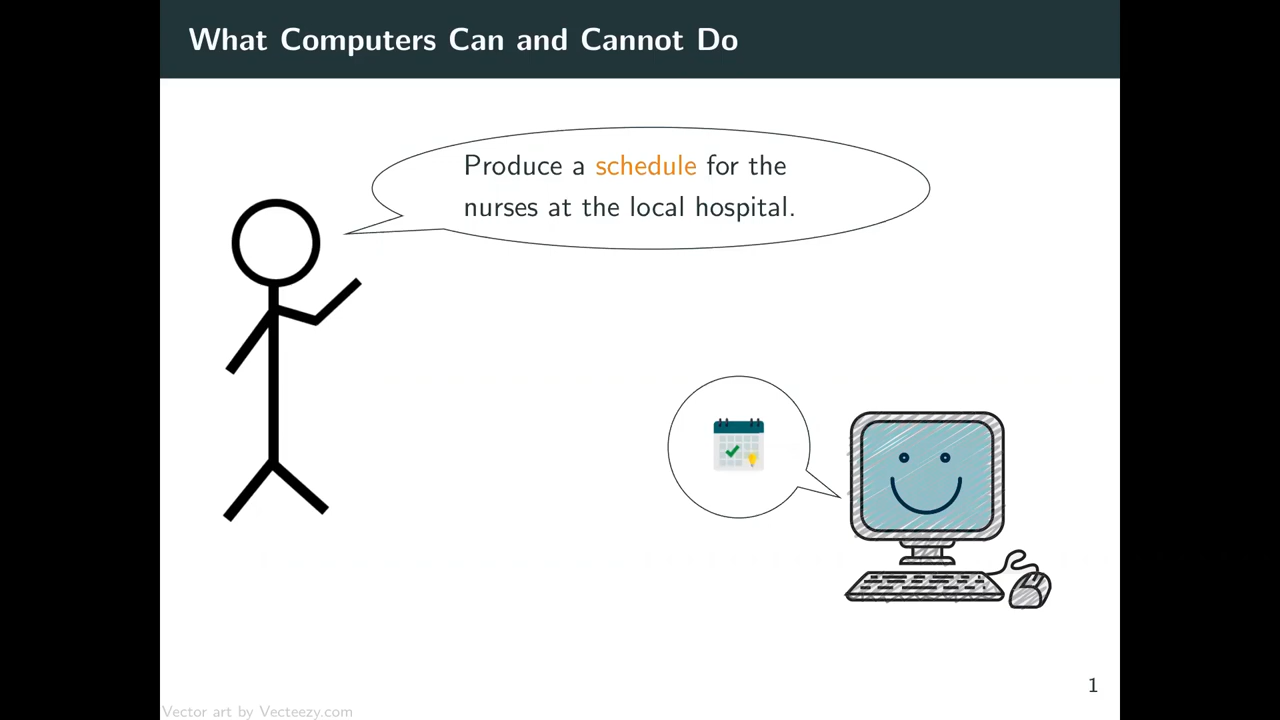 What Computers Can and Cannot Do
Produce a schedule for the
nurses at the local hospital.
1
Vector art by Vecteezy.com